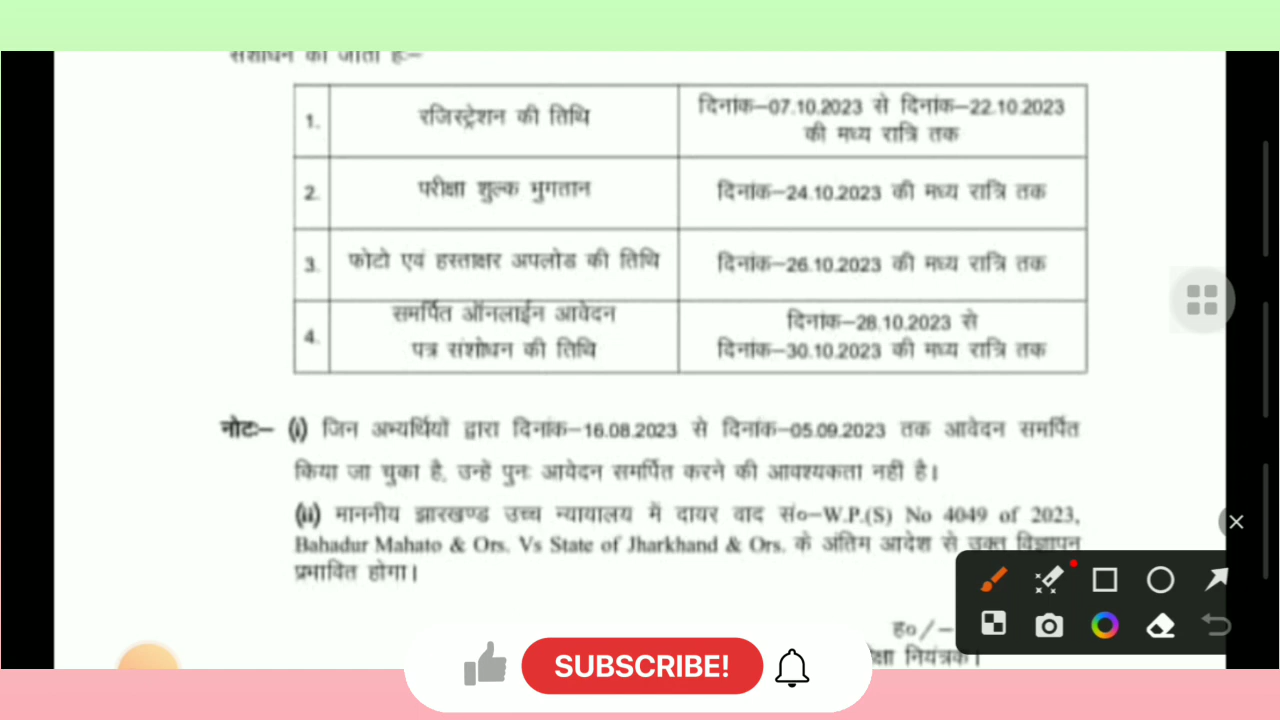 संशोधन की जाती हैः–
1. रजिस्ट्रेशन की तिथि दिनांक–07.10.2023 से दिनांक–22.10.2023
की मध्य रात्रि तक
2. परीक्षा शुल्क भुगतान दिनांक–24.10.2023 की मध्य रात्रि तक
3. फोटो एवं हस्ताक्षर अपलोड की तिथि दिनांक–26.10.2023 की मध्य रात्रि तक
4. समर्पित ऑनलाईन आवेदन दिनांक–28.10.2023 से
पत्र संशोधन की तिथि दिनांक–30.10.2023 की मध्य रात्रि तक
नोटः– (i) जिन अभ्यर्थियों द्वारा दिनांक–16.08.2023 से दिनांक–05.09.2023 तक आवेदन समर्पित
किया जा चुका है, उन्हें पुनः आवेदन समर्पित करने की आवश्यकता नहीं है।
(ii) माननीय झारखण्ड उच्च न्यायालय में दायर वाद सं०–W.P.(S) No 4049 of 2023,
Bahadur Mahato & Ors. Vs State of Jharkhand & Ors. के अंतिम आदेश से उक्त विज्ञापन
प्रभावित होगा।
ह०/–
नियंत्रक।
SUBSCRIBE!